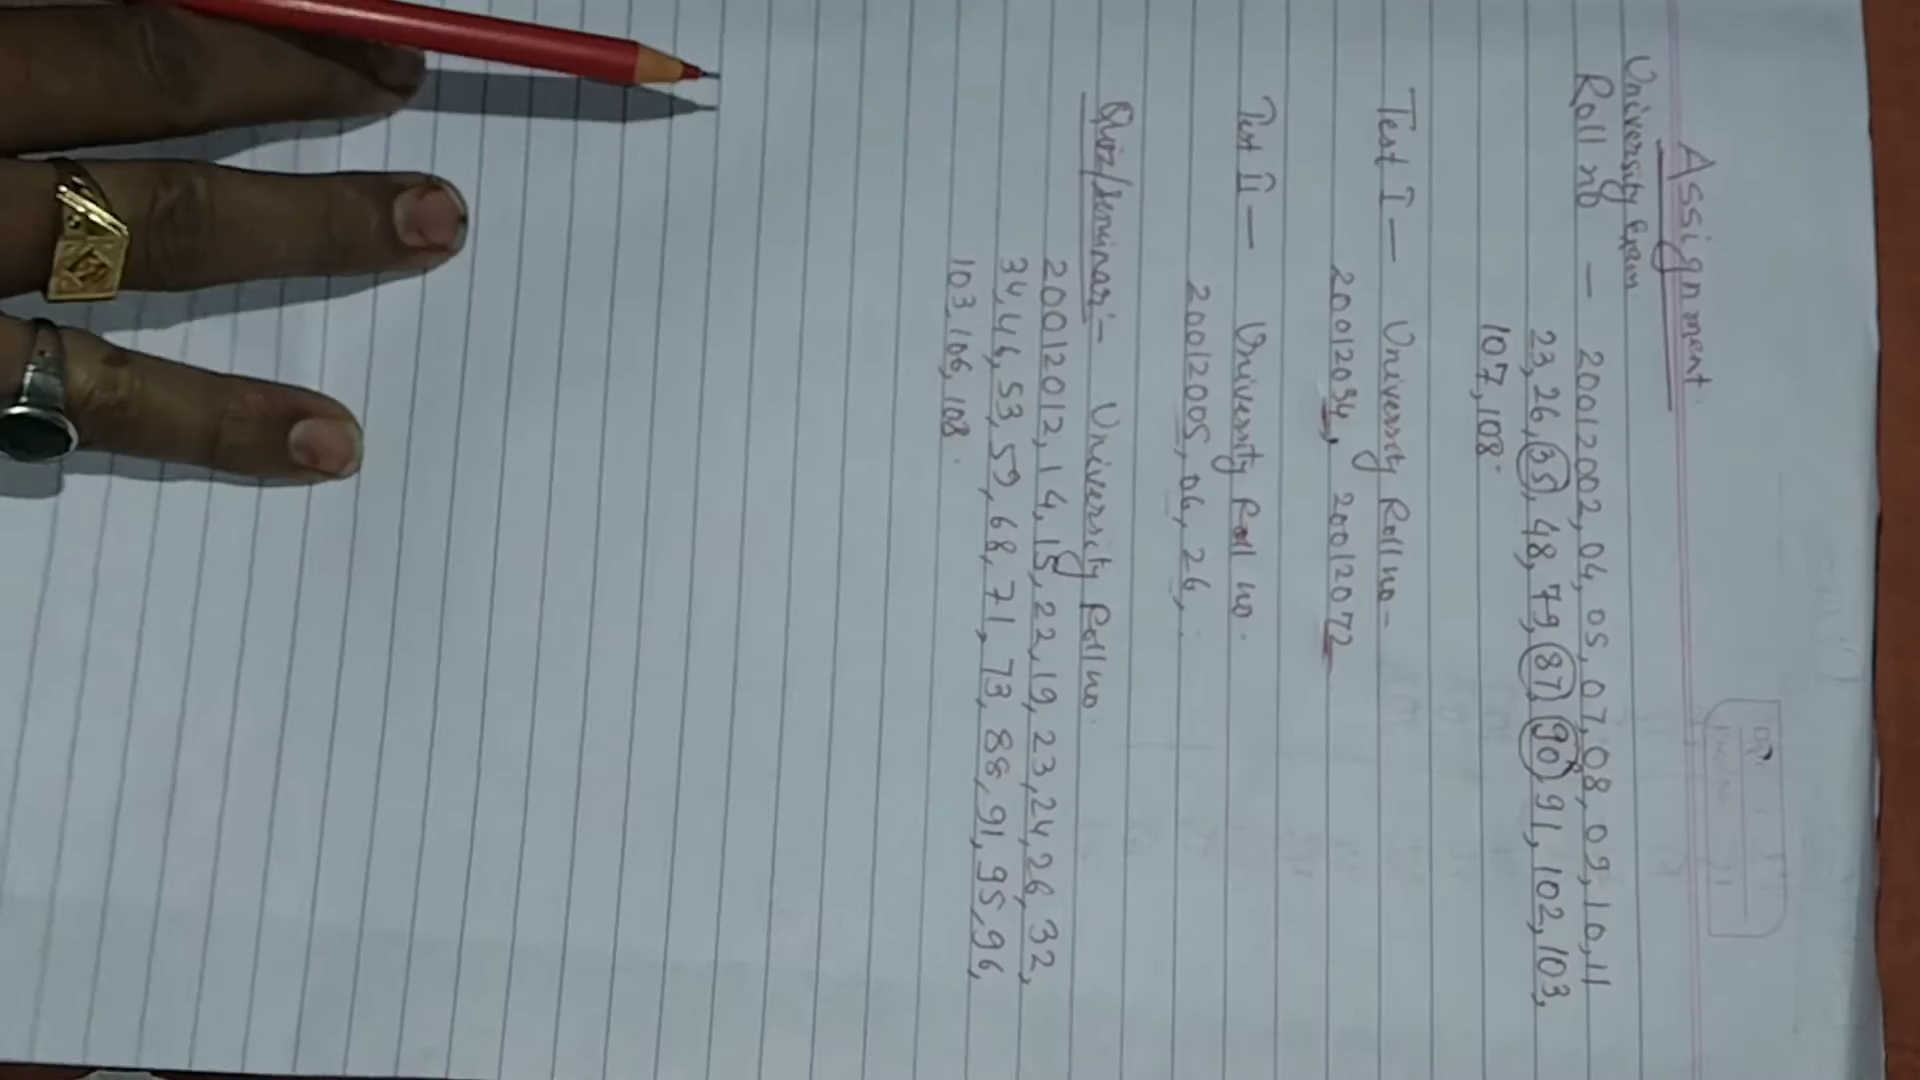 Assignment.
University Exam
Roll no - 20012002, 04, 05, 07, 08, 09, 10, 11
23, 26, 35, 48, 79, 87, 90, 91, 102, 103,
107, 108.
Test I - University Roll no -
20012034, 20012072
Test II - University Roll no.
20012005, 06, 26,
Quiz/Seminar:- University Roll no.
20012012, 14, 15, 22, 19, 23, 24, 26, 32,
34, 46, 53, 59, 68, 71, 73, 88, 91, 95, 96,
103, 106, 108.